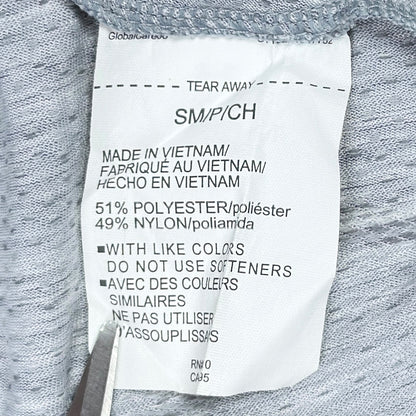 TEAR AWAY
SM/P/CH
MADE IN VIETNAM/
FABRIQUÉ AU VIETNAM/
HECHO EN VIETNAM
51% POLYESTER/poliéster
49% NYLON/poliamda
WITH LIKE COLORS
DO NOT USE SOFTENERS
AVEC DES COULEURS
SIMILAIRES
NE PAS UTILISER
D'ASSOUPLISSANTS